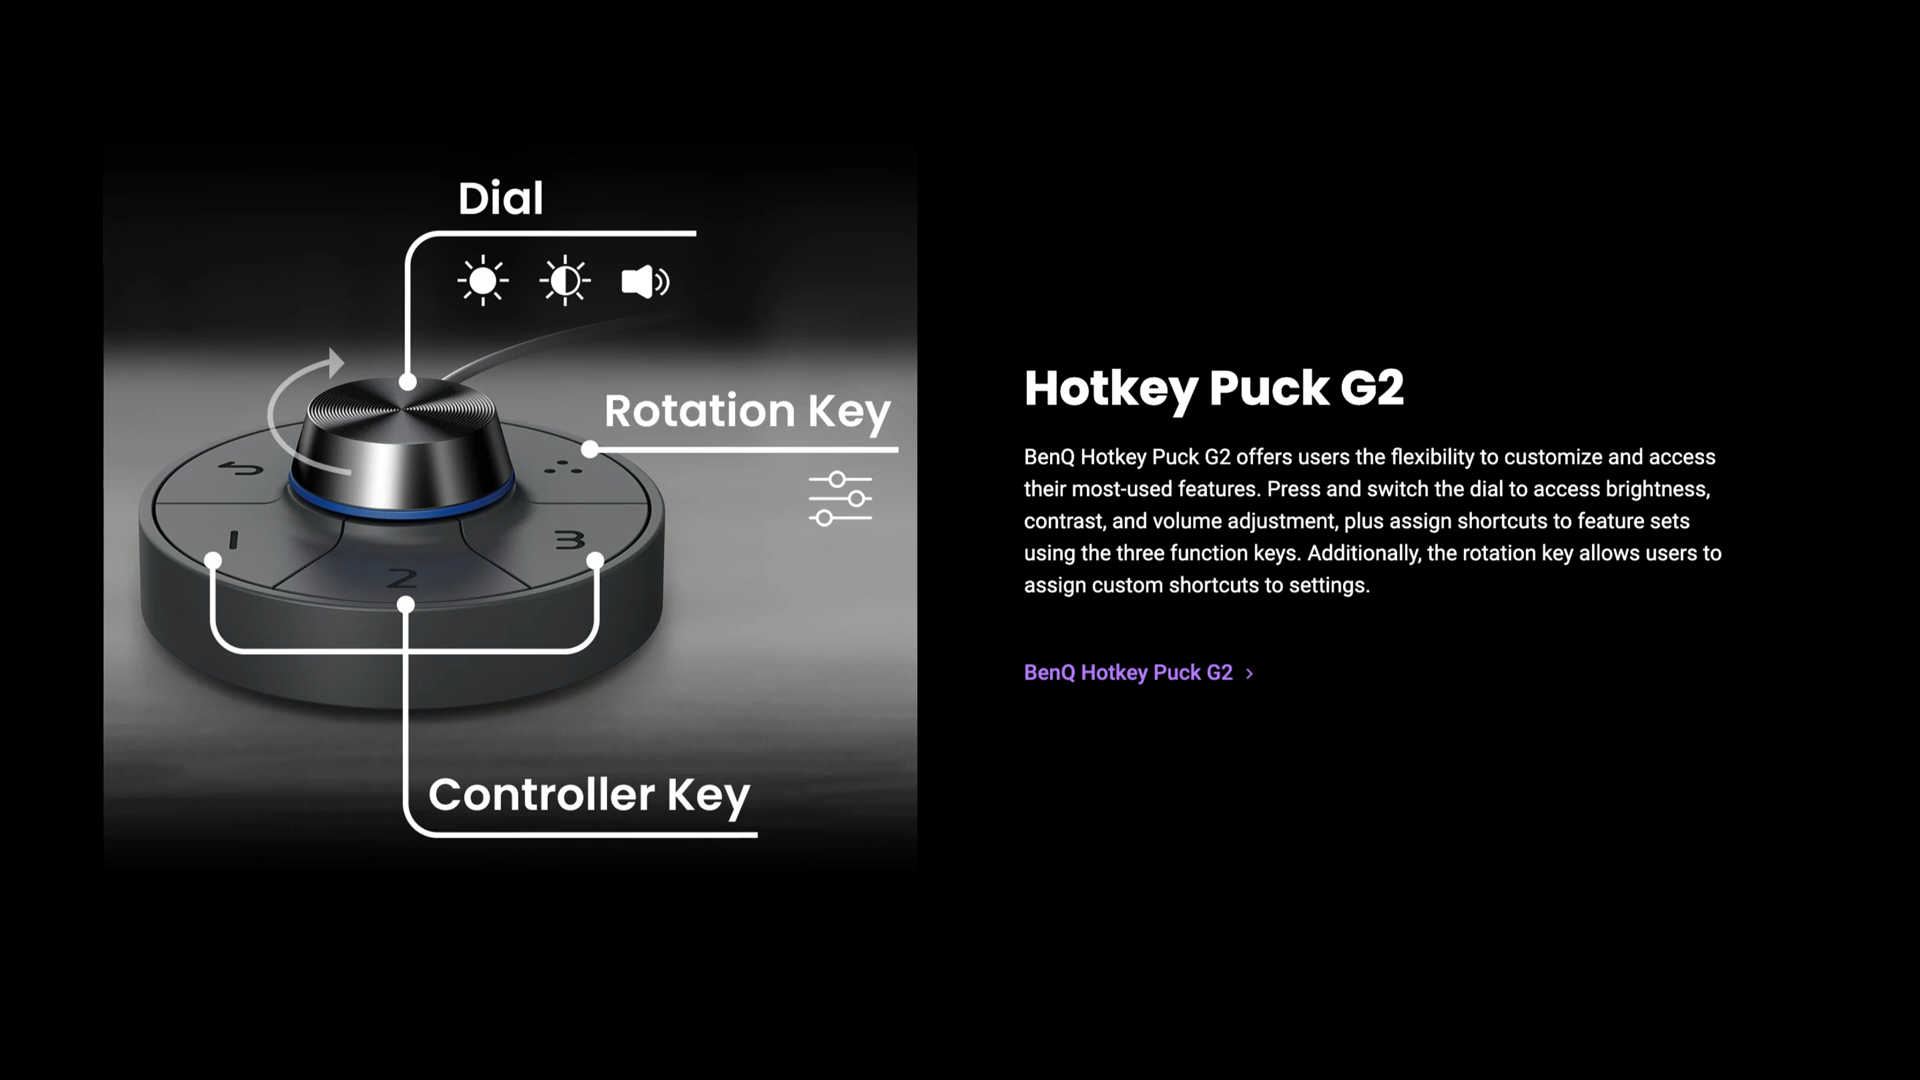 Dial
Rotation Key
1
3
2
Controller Key
Hotkey Puck G2
BenQ Hotkey Puck G2 offers users the flexibility to customize and access
their most-used features. Press and switch the dial to access brightness,
contrast, and volume adjustment, plus assign shortcuts to feature sets
using the three function keys. Additionally, the rotation key allows users to
assign custom shortcuts to settings.
BenQ Hotkey Puck G2 >